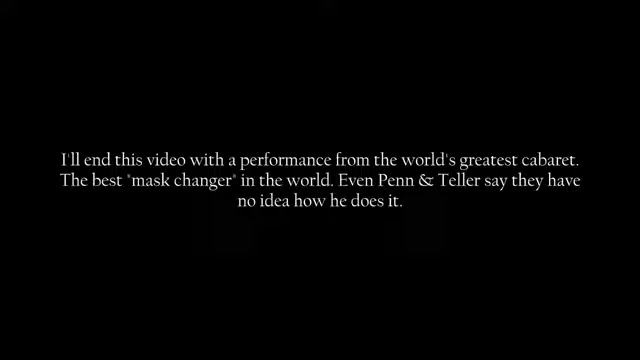 I'll end this video with a performance from the world's greatest cabaret.
The best "mask changer" in the world. Even Penn & Teller say they have
no idea how he does it.